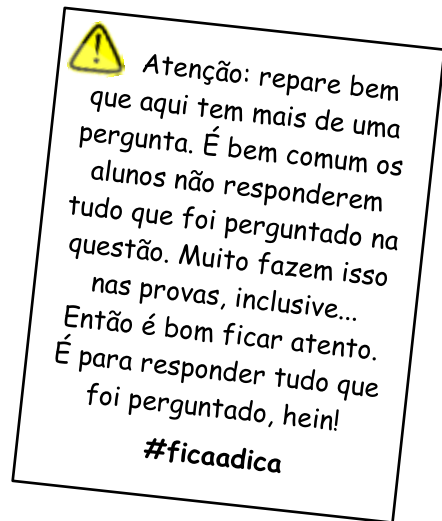 Atenção: repare bem
que aqui tem mais de uma
pergunta. É bem comum os
alunos não responderem
tudo que foi perguntado na
questão. Muito fazem isso
nas provas, inclusive...
Então é bom ficar atento.
É para responder tudo que
foi perguntado, hein!
#ficaadica